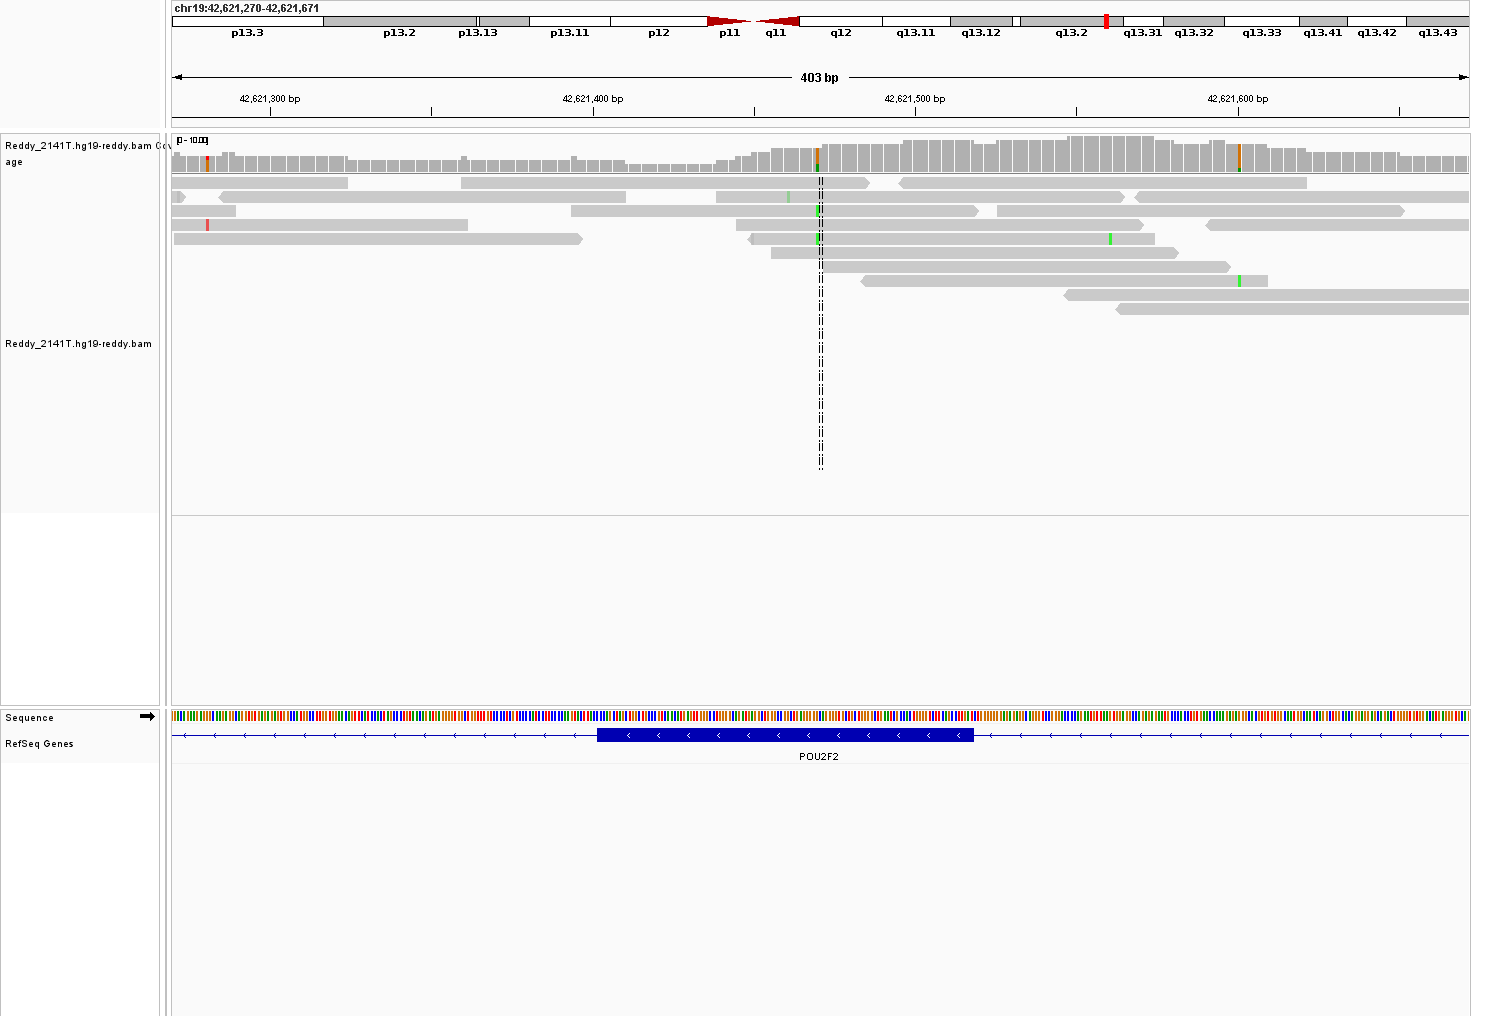 chr19:42,621,270-42,621,671
p13.3 p13.2 p13.13 p13.11 p12 p11 q11 q12 q13.11 q13.12 q13.2 q13.31 q13.32 q13.33 q13.41 q13.42 q13.43
403 bp
42,621,300 bp 42,621,400 bp 42,621,500 bp 42,621,600 bp
Reddy_2141T.hg19-reddy.bam Cov
age
[0 - 10.00]
Reddy_2141T.hg19-reddy.bam
Sequence
RefSeq Genes
POU2F2